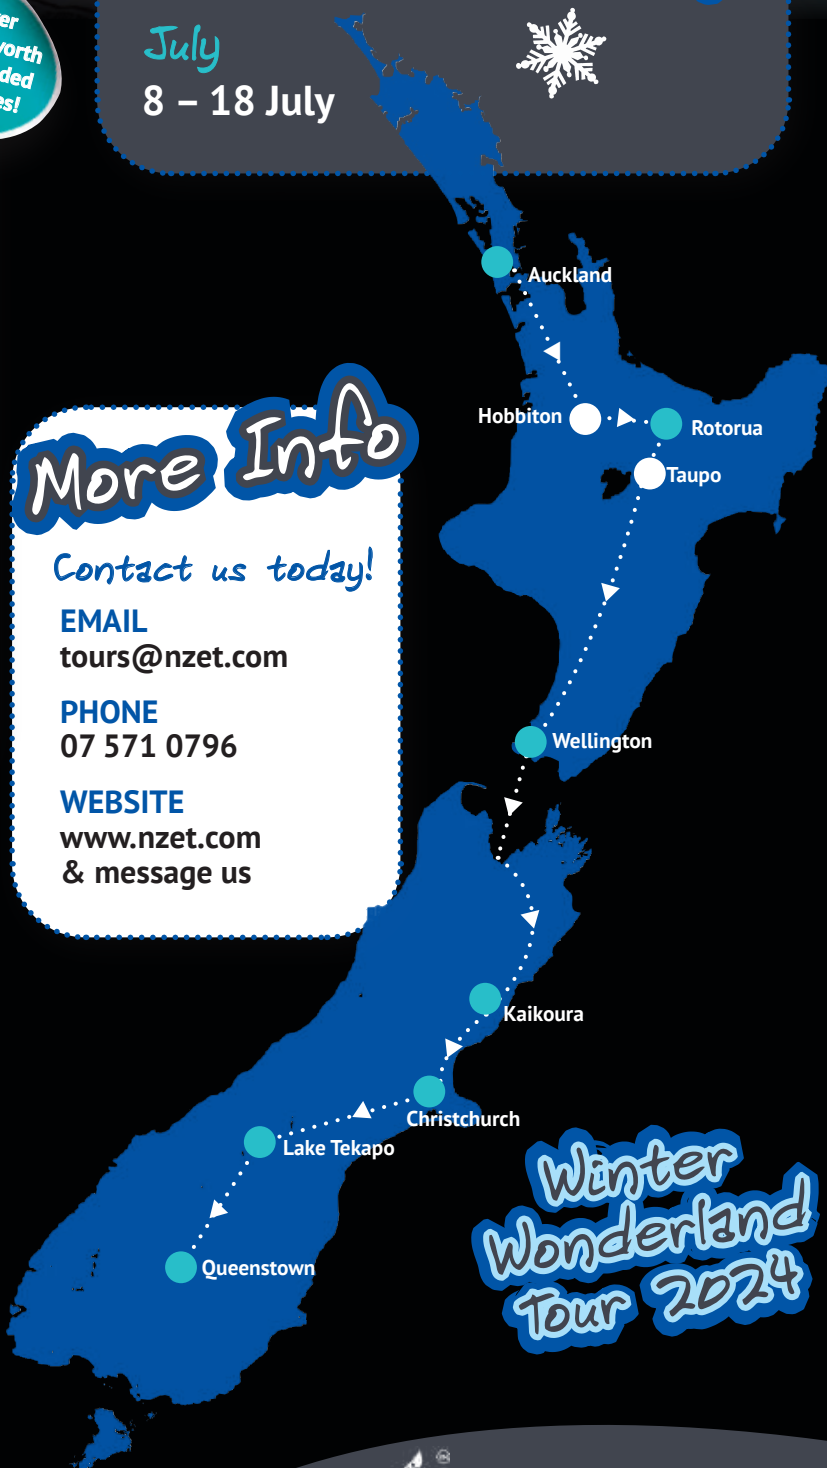 July
8 – 18 July
Auckland
Hobbiton
Rotorua
Taupo
More Info
Contact us today!
EMAIL
tours@nzet.com
PHONE
07 571 0796
WEBSITE
www.nzet.com
& message us
Wellington
Kaikoura
Christchurch
Lake Tekapo
Queenstown
Winter
Wonderland
Tour 2024